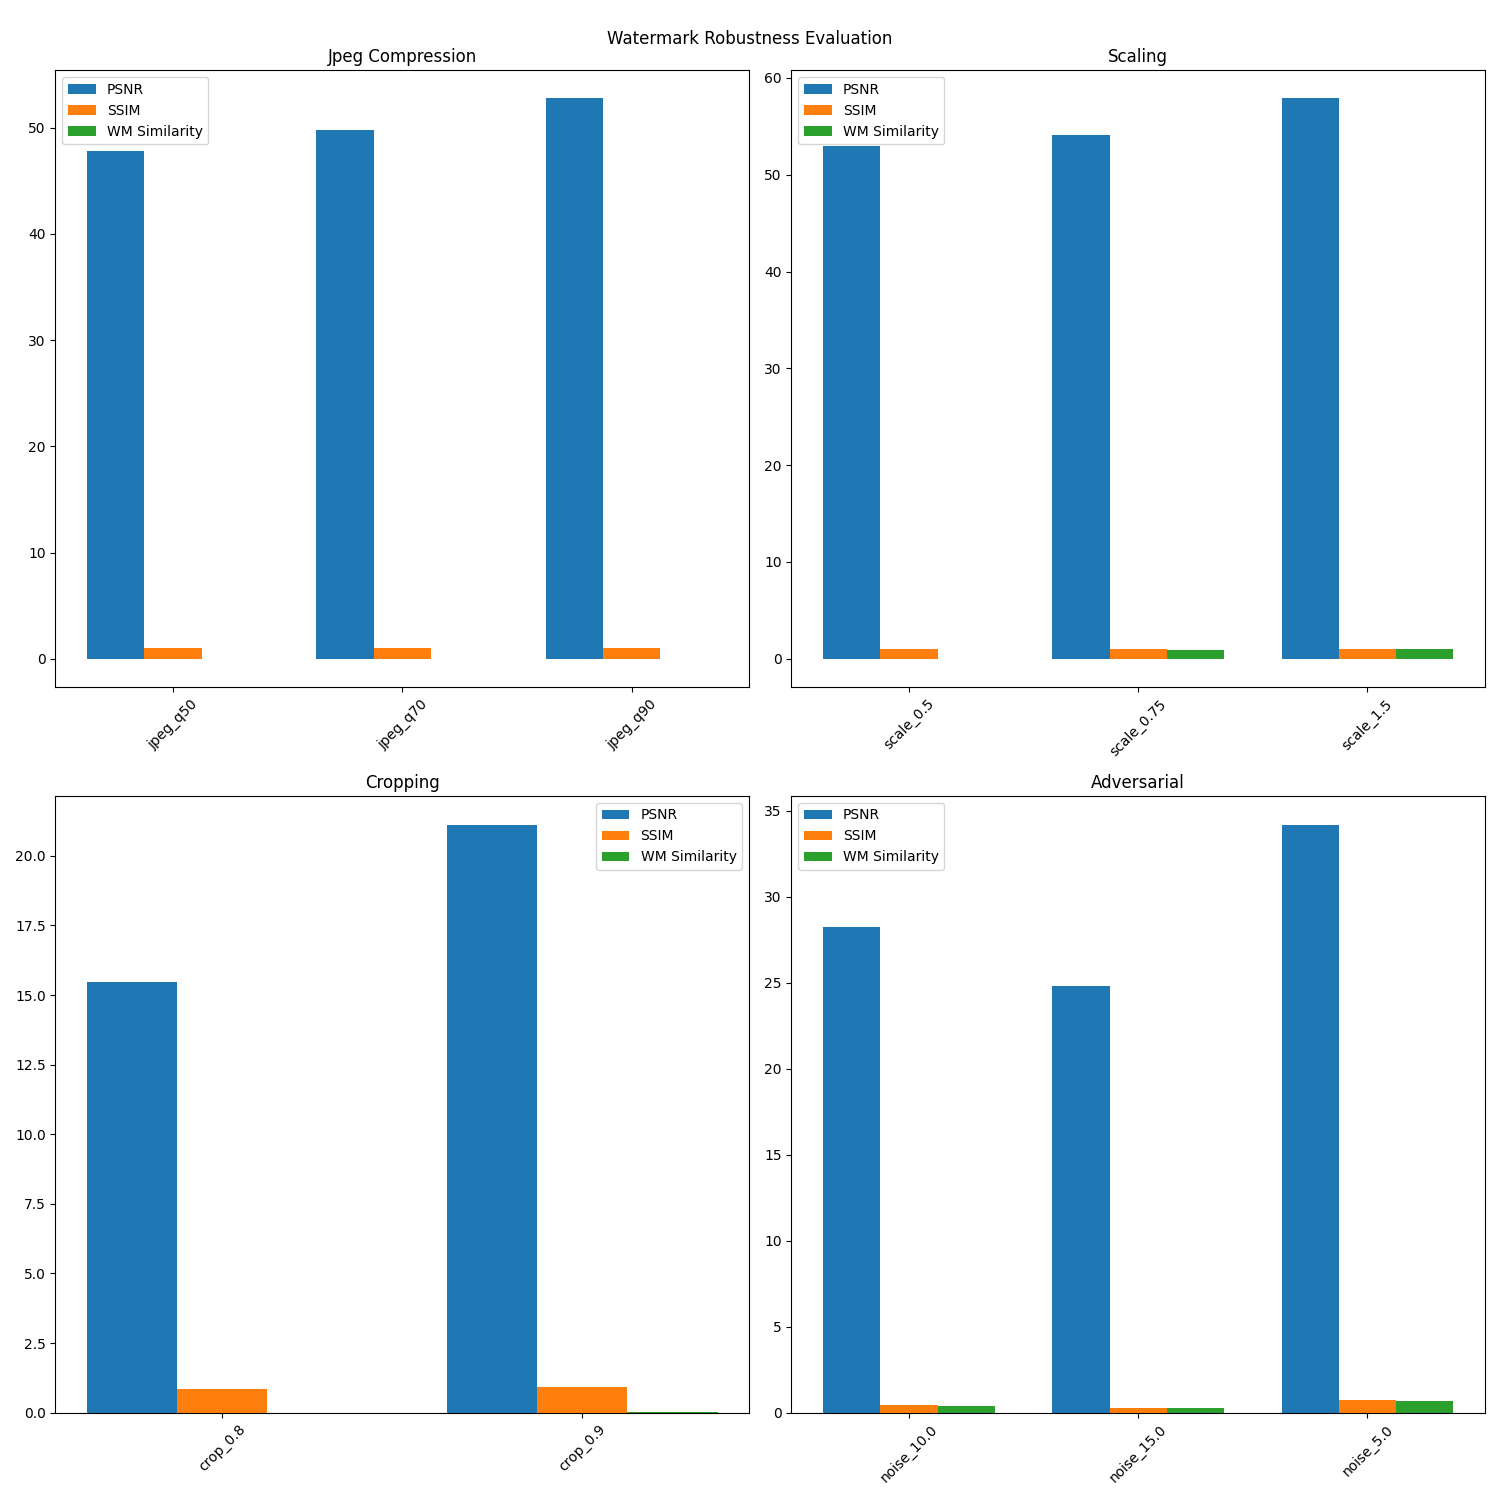 Watermark Robustness Evaluation
Jpeg Compression
PSNR
SSIM
WM Similarity
50
40
30
20
10
0
jpeg_q50
jpeg_q70
jpeg_q90
Scaling
PSNR
SSIM
WM Similarity
60
50
40
30
20
10
0
scale_0.5
scale_0.75
scale_1.5
Cropping
PSNR
SSIM
WM Similarity
20.0
17.5
15.0
12.5
10.0
7.5
5.0
2.5
0.0
crop_0.8
crop_0.9
Adversarial
PSNR
SSIM
WM Similarity
35
30
25
20
15
10
5
0
noise_10.0
noise_15.0
noise_5.0